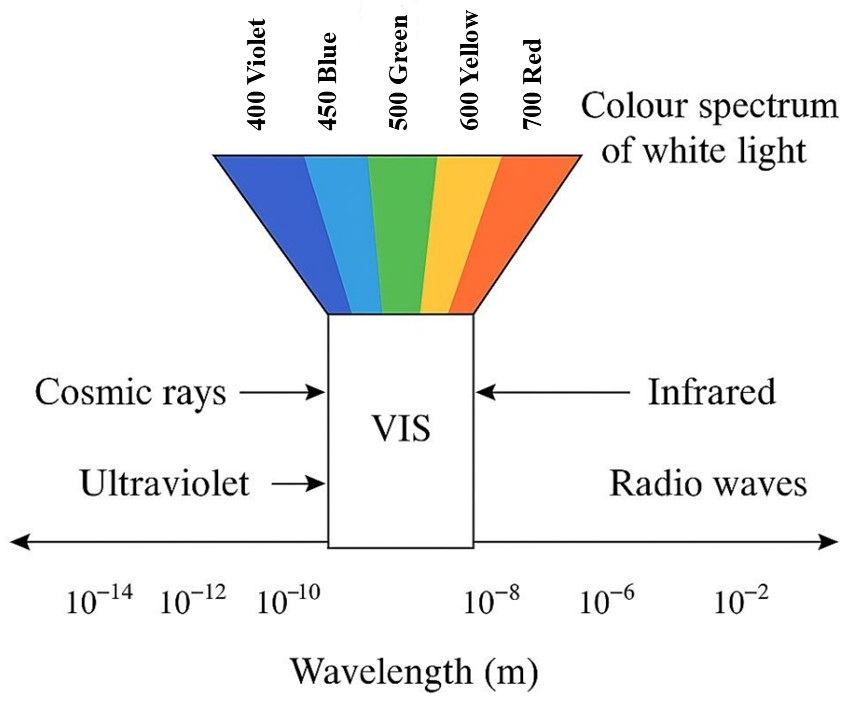 400 Violet
450 Blue
500 Green
600 Yellow
700 Red
Colour spectrum
of white light
Cosmic rays
Infrared
VIS
Ultraviolet
Radio waves
10⁻¹⁴ 10⁻¹² 10⁻¹⁰ 10⁻⁸ 10⁻⁶ 10⁻²
Wavelength (m)